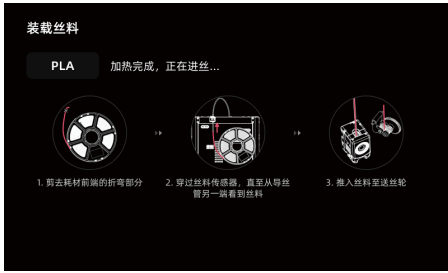 装载丝料
PLA
加热完成，正在进丝...
1. 剪去耗材前端的折弯部分
2. 穿过丝料传感器，直至从导丝
管另一端看到丝料
3. 推入丝料至送丝轮